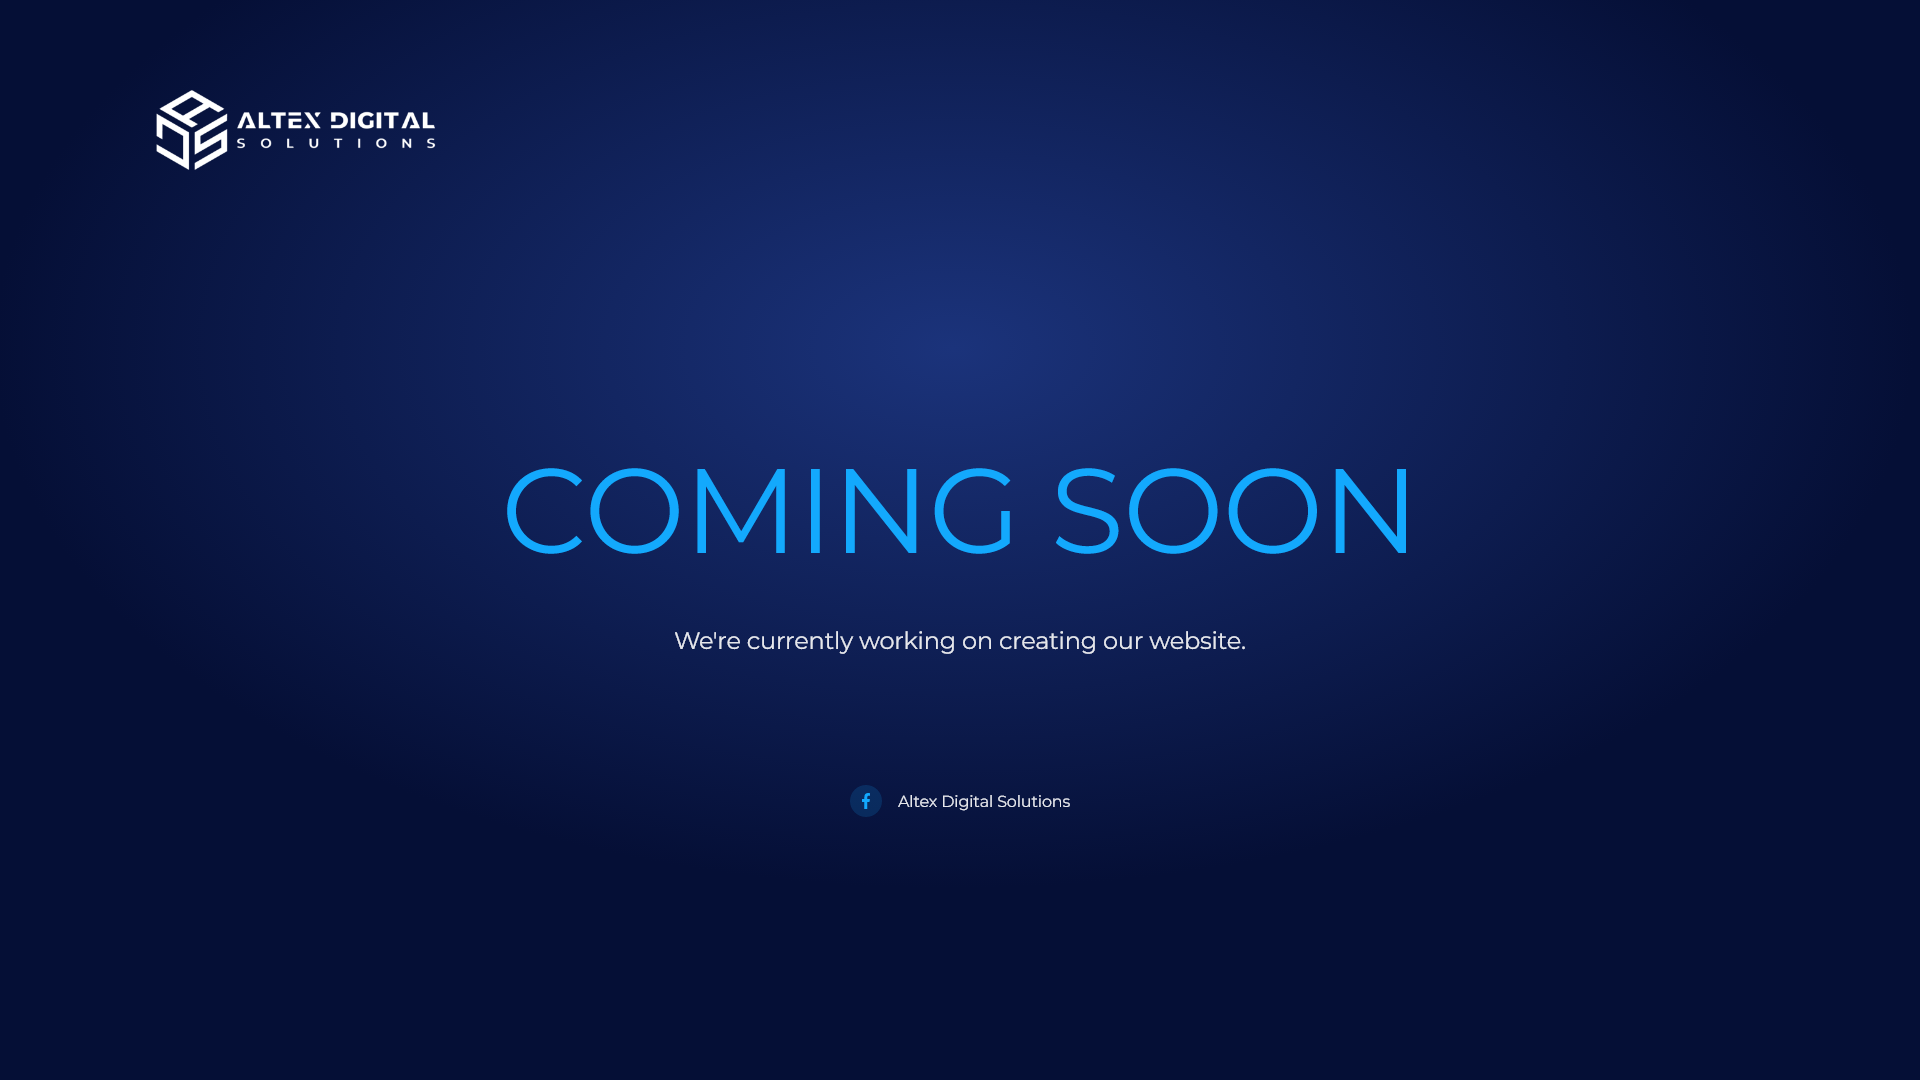 ALTEX DIGITAL
SOLUTIONS
COMING SOON
We're currently working on creating our website.
Altex Digital Solutions